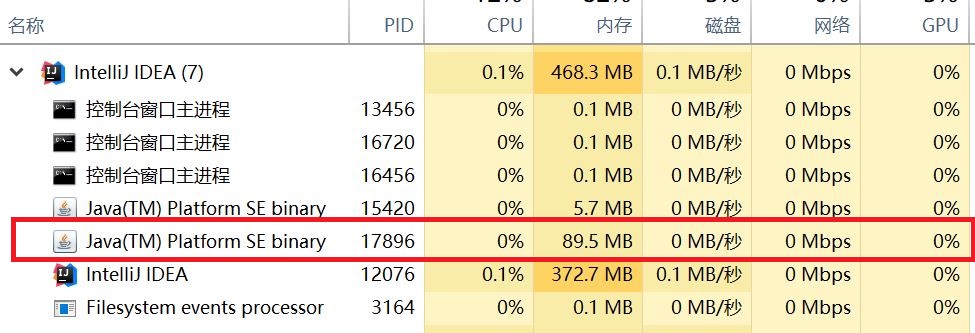 名称 PID CPU 内存 磁盘 网络 GPU
IntelliJ IDEA (7) 0.1% 468.3 MB 0.1 MB/秒 0 Mbps 0%
控制台窗口主进程 13456 0% 0.1 MB 0 MB/秒 0 Mbps 0%
控制台窗口主进程 16720 0% 0.1 MB 0 MB/秒 0 Mbps 0%
控制台窗口主进程 16456 0% 0.1 MB 0 MB/秒 0 Mbps 0%
Java(TM) Platform SE binary 15420 0% 5.7 MB 0 MB/秒 0 Mbps 0%
Java(TM) Platform SE binary 17896 0% 89.5 MB 0 MB/秒 0 Mbps 0%
IntelliJ IDEA 12076 0.1% 372.7 MB 0.1 MB/秒 0 Mbps 0%
Filesystem events processor 3164 0% 0.1 MB 0 MB/秒 0 Mbps 0%